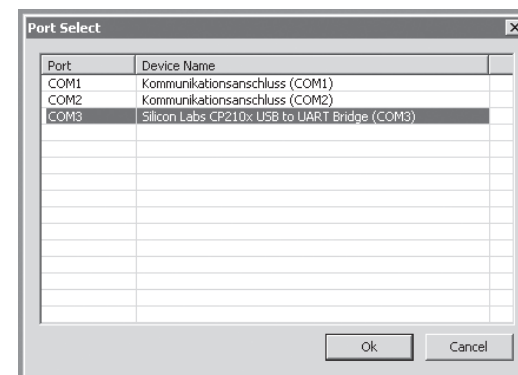 Port Select
Port Device Name
COM1 Kommunikationsanschluss (COM1)
COM2 Kommunikationsanschluss (COM2)
COM3 Silicon Labs CP210x USB to UART Bridge (COM3)
Ok Cancel